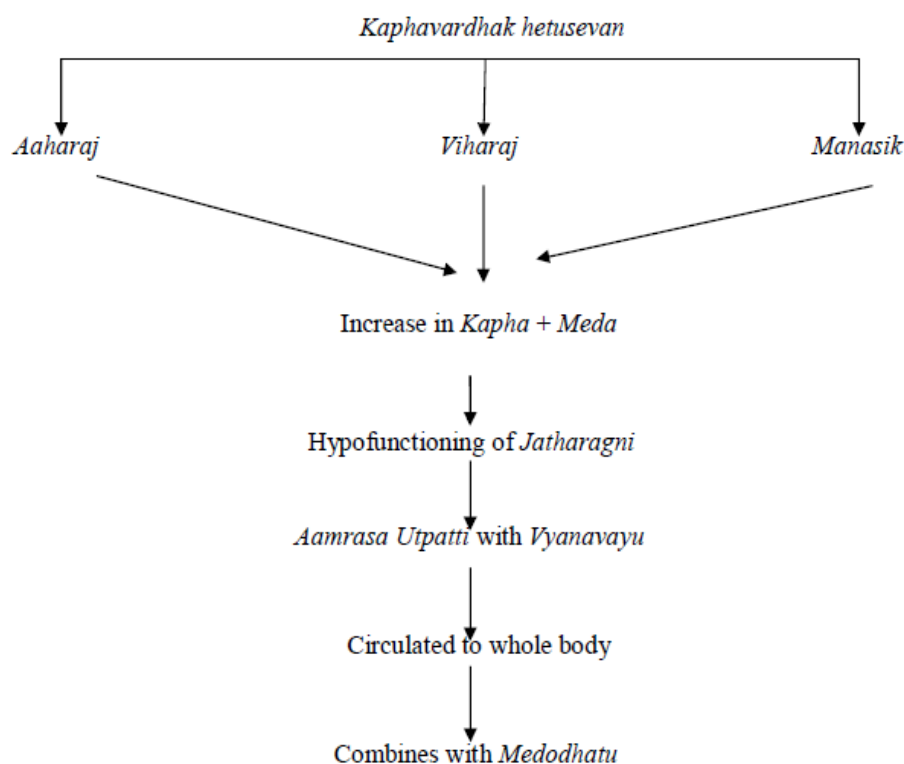 Kaphavardhak hetusevan
Aaharaj
Viharaj
Manasik
Increase in Kapha + Meda
Hypofunctioning of Jatharagni
Aamrasa Utpatti with Vyanavayu
Circulated to whole body
Combines with Medodhatu